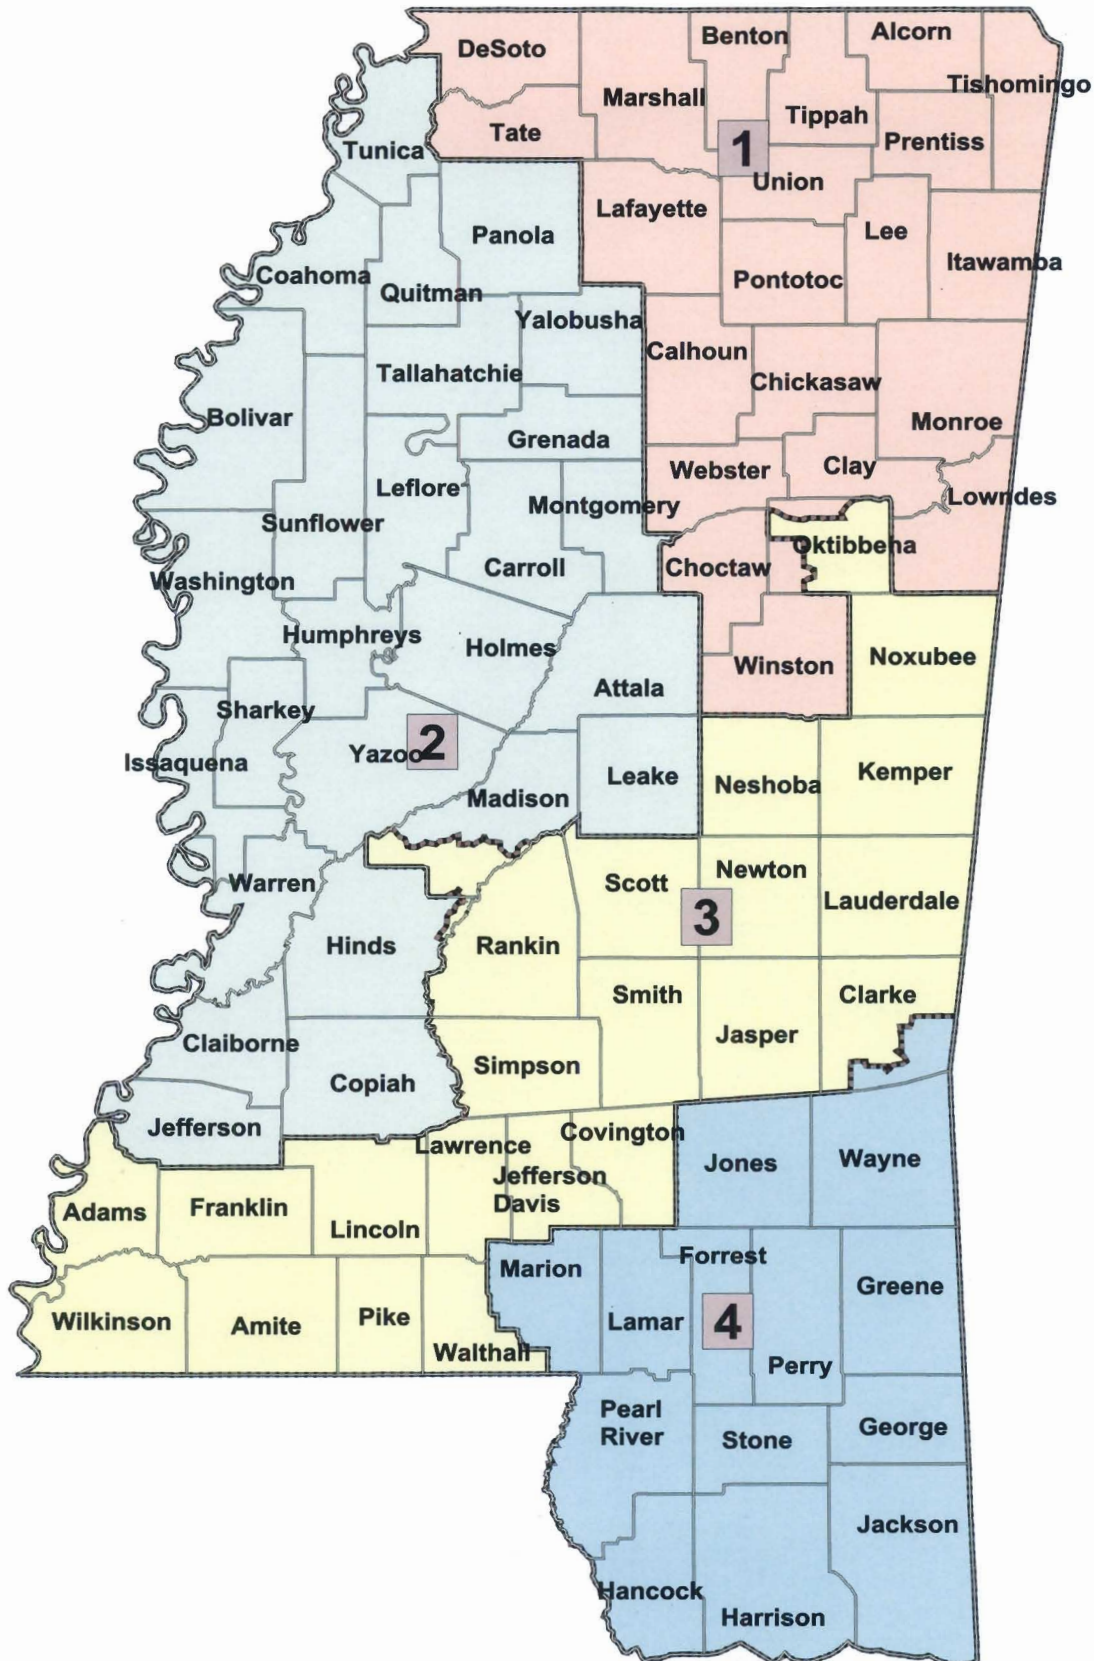 DeSoto
Benton
Alcorn
Tishomingo
Marshall
Tippah
Tate
Prentiss
1
Tunica
Union
Lafayette
Lee
Panola
Itawamba
Coahoma
Pontotoc
Quitman
Yalobusha
Calhoun
Tallahatchie
Chickasaw
Bolivar
Monroe
Grenada
Webster
Clay
Leflore
Lowndes
Montgomery
Sunflower
Oktibbeha
Carroll
Choctaw
Washington
Humphreys
Holmes
Noxubee
Winston
Attala
Sharkey
2
Yazoo
Issaquena
Leake
Kemper
Neshoba
Madison
Newton
Warren
Scott
Lauderdale
3
Hinds
Rankin
Smith
Clarke
Jasper
Claiborne
Simpson
Copiah
Jefferson
Lawrence
Covington
Jones
Wayne
Jefferson
Davis
Adams
Franklin
Lincoln
Marion
Forrest
Greene
Wilkinson
Amite
Pike
Lamar
4
Walthall
Perry
Pearl
River
Stone
George
Jackson
Hancock
Harrison